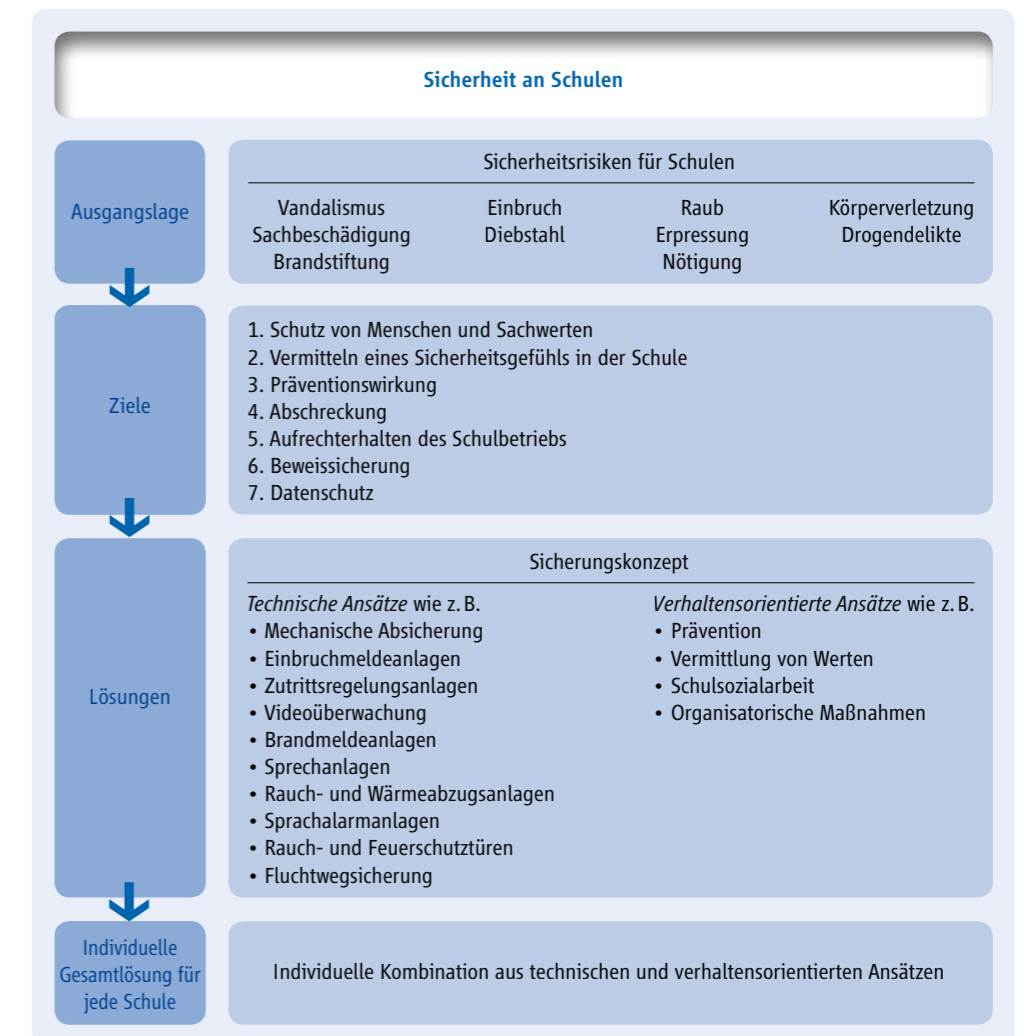 Sicherheit an Schulen
Ausgangslage
Sicherheitsrisiken für Schulen
Vandalismus
Sachbeschädigung
Brandstiftung
Einbruch
Diebstahl
Raub
Erpressung
Nötigung
Körperverletzung
Drogendelikte
Ziele
1. Schutz von Menschen und Sachwerten
2. Vermitteln eines Sicherheitsgefühls in der Schule
3. Präventionswirkung
4. Abschreckung
5. Aufrechterhalten des Schulbetriebs
6. Beweissicherung
7. Datenschutz
Lösungen
Sicherungskonzept
Technische Ansätze wie z. B.
• Mechanische Absicherung
• Einbruchmeldeanlagen
• Zutrittsregelungsanlagen
• Videoüberwachung
• Brandmeldeanlagen
• Sprechanlagen
• Rauch- und Wärmeabzugsanlagen
• Sprachalarmanlagen
• Rauch- und Feuerschutztüren
• Fluchtwegsicherung
Verhaltensorientierte Ansätze wie z. B.
• Prävention
• Vermittlung von Werten
• Schulsozialarbeit
• Organisatorische Maßnahmen
Individuelle
Gesamtlösung für
jede Schule
Individuelle Kombination aus technischen und verhaltensorientierten Ansätzen